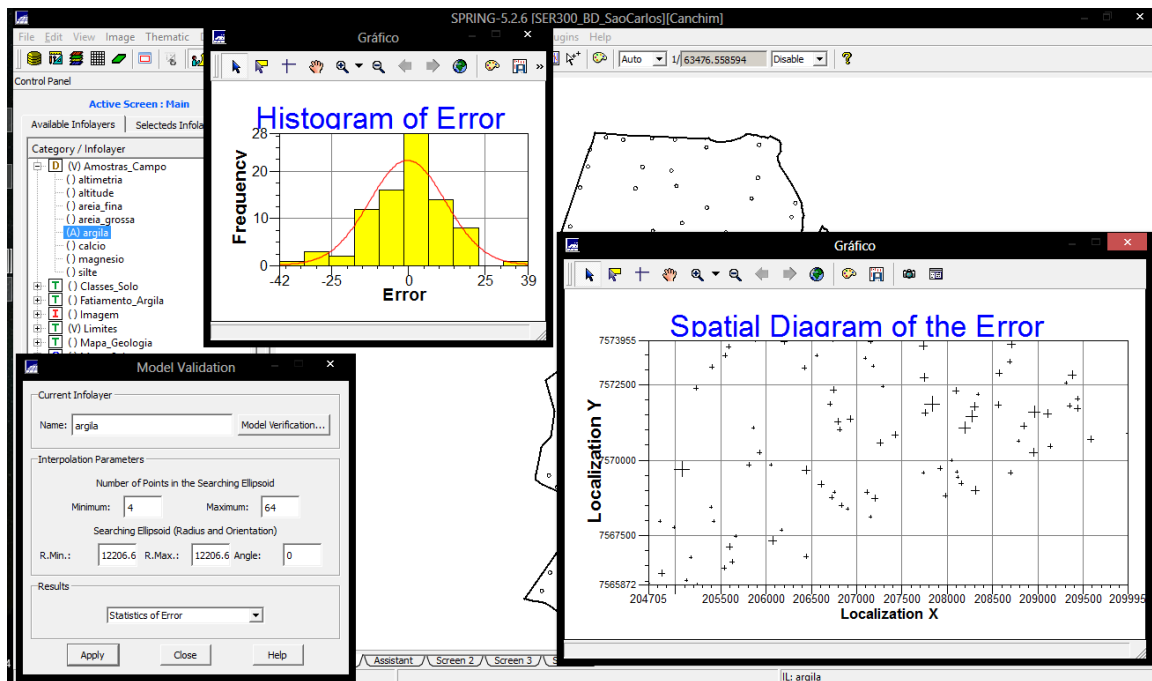 SPRING-5.2.6 [SER300_BD_SaoCarlos][Canchim]
File Edit View Image Thematic
Help
Auto 1/ 63476.558594 Disable
Control Panel
Active Screen : Main
Available Infolayers
Category / Infolayer
(V) Amostras_Campo
() altimetria
() altitude
() areia_fina
() areia_grossa
(A) argila
() calcio
() magnesio
() silte
() Classes_Solo
() Fatiamento_Argila
() Imagem
(V) Limites
() Mapa_Geologia
Gráfico
Histogram of Error
Frequency
28
20
10
0
-42 -25 0 25 39
Error
Gráfico
Spatial Diagram of the Error
Localization Y
7573955
7572500
7570000
7567500
7565872
204705 205500 206000 206500 207000 207500 208000 208500 209000 209500 209995
Localization X
Model Validation
Current Infolayer
Name: argila Model Verification...
Interpolation Parameters
Number of Points in the Searching Ellipsoid
Minimum: 4 Maximum: 64
Searching Ellipsoid (Radius and Orientation)
R.Min.: 12206.6 R.Max.: 12206.6 Angle: 0
Results
Statistics of Error
Apply Close Help
Assistant Screen 2 Screen 3
IL: argila